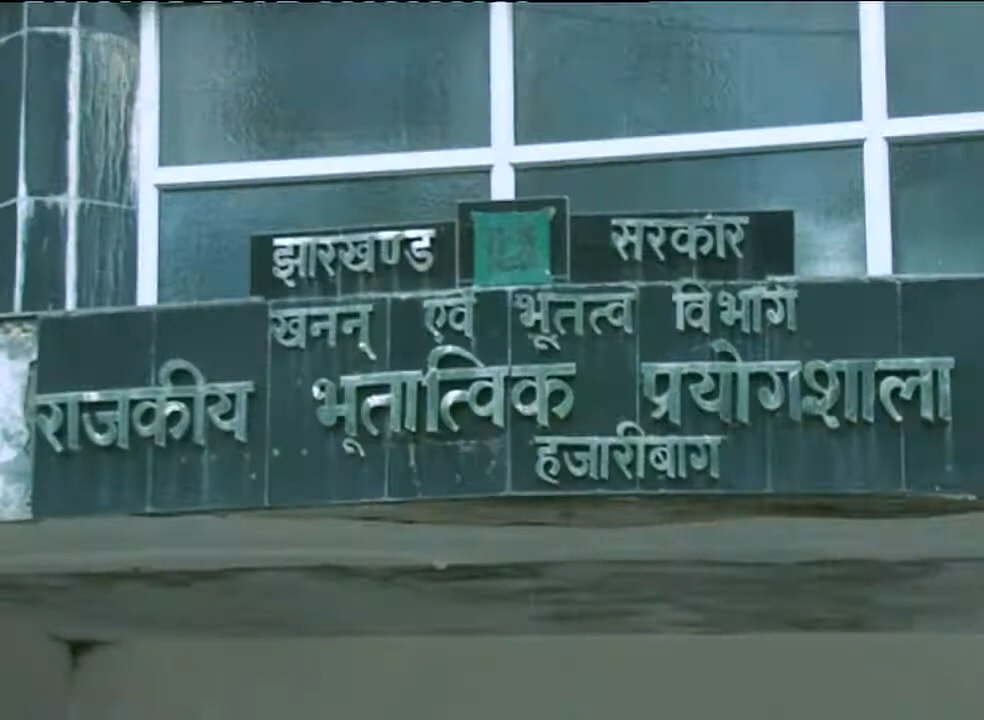 झारखण्ड सरकार
खनन् एवं भूतत्व विभाग
राजकीय भूतात्विक प्रयोगशाला
हजारीबाग